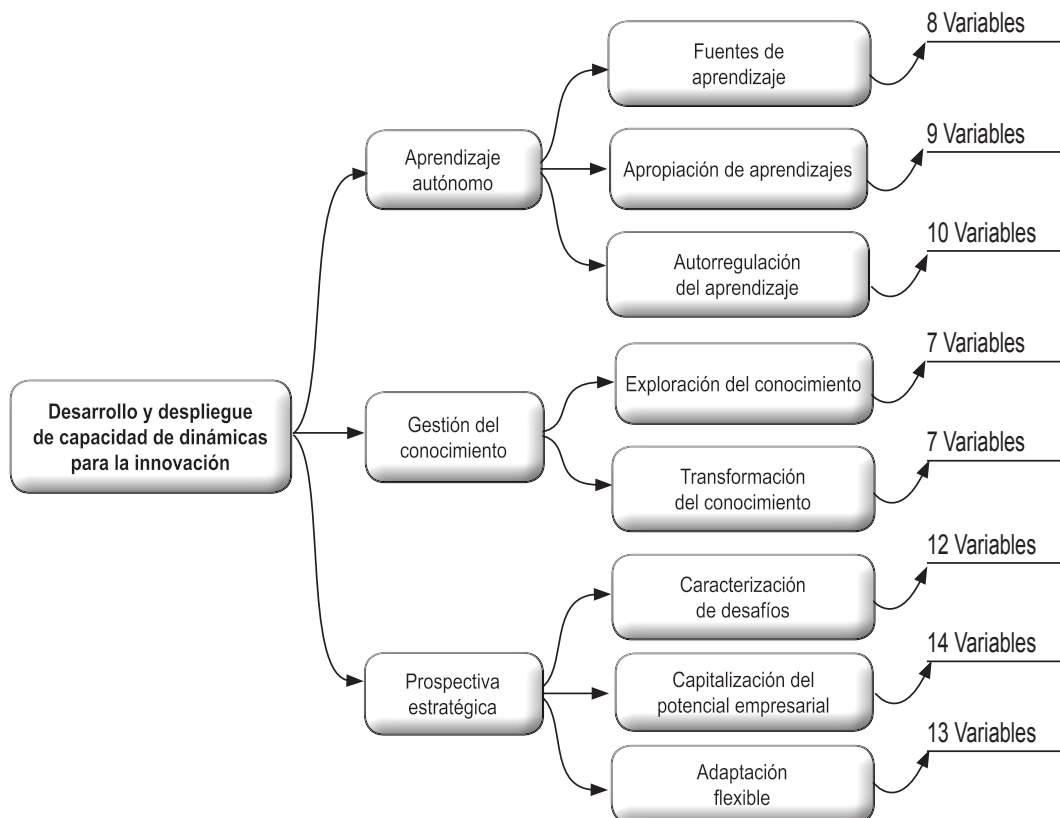 8 Variables
Fuentes de
aprendizaje
9 Variables
Aprendizaje
autónomo
Apropiación de aprendizajes
10 Variables
Autorregulación
del aprendizaje
7 Variables
Exploración del conocimiento
Desarrollo y despliegue
de capacidad de dinámicas
para la innovación
Gestión del
conocimiento
7 Variables
Transformación
del conocimiento
12 Variables
Caracterización
de desafíos
14 Variables
Prospectiva
estratégica
Capitalización del
potencial empresarial
13 Variables
Adaptación
flexible